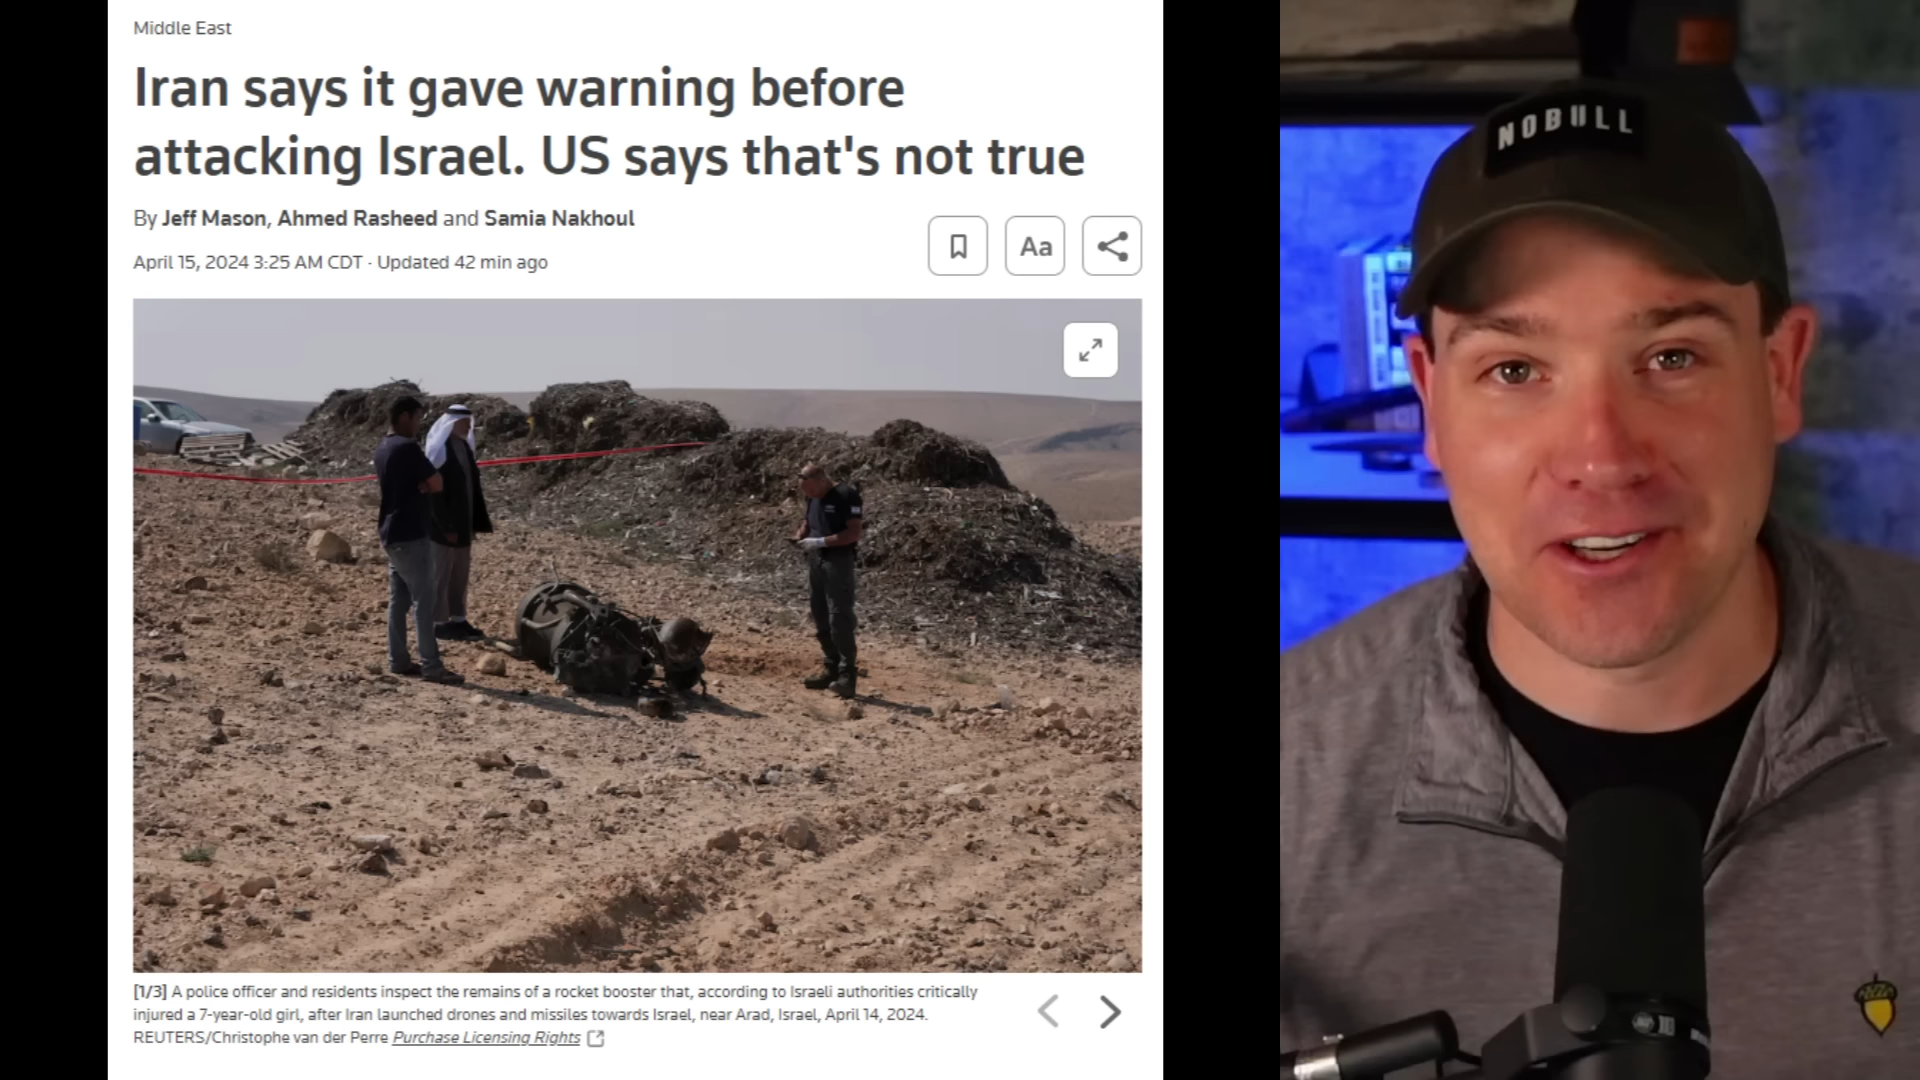 Middle East
Iran says it gave warning before
attacking Israel. US says that's not true
By Jeff Mason, Ahmed Rasheed and Samia Nakhoul
April 15, 2024 3:25 AM CDT · Updated 42 min ago
Aa
[1/3] A police officer and residents inspect the remains of a rocket booster that, according to Israeli authorities critically
injured a 7-year-old girl, after Iran launched drones and missiles towards Israel, near Arad, Israel, April 14, 2024.
REUTERS/Christophe van der Perre Purchase Licensing Rights
NOBULL